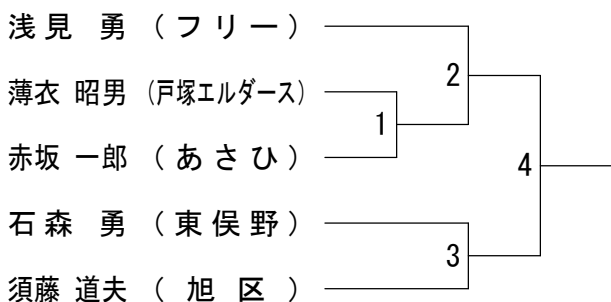 浅見 勇 (フリー)
薄衣 昭男 (戸塚エルダース)
赤坂 一郎 (あさひ)
石森 勇 (東俣野)
須藤 道夫 (旭区)
2
1
4
3